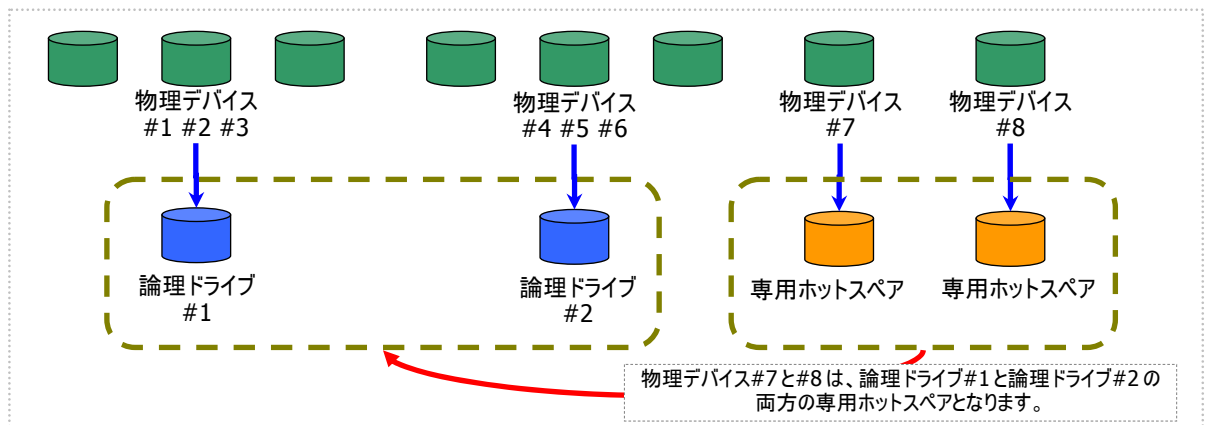 物理デバイス
#1 #2 #3
物理デバイス
#4 #5 #6
物理デバイス
#7
物理デバイス
#8
論理ドライブ
#1
論理ドライブ
#2
専用ホットスペア
専用ホットスペア
物理デバイス#7と#8は、論理ドライブ#1と論理ドライブ#2の
両方の専用ホットスペアとなります。